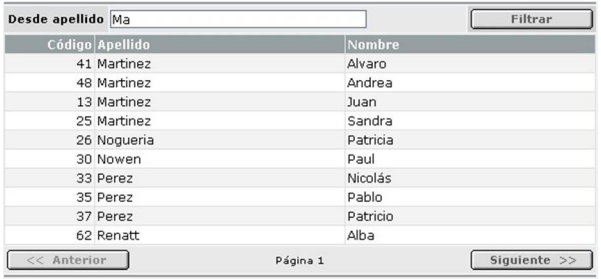 Desde apellido Ma Filtrar
Código Apellido Nombre
41 Martinez Alvaro
48 Martinez Andrea
13 Martinez Juan
25 Martinez Sandra
26 Nogueria Patricia
30 Nowen Paul
33 Perez Nicolás
35 Perez Pablo
37 Perez Patricio
62 Renatt Alba
<< Anterior Página 1 Siguiente >>